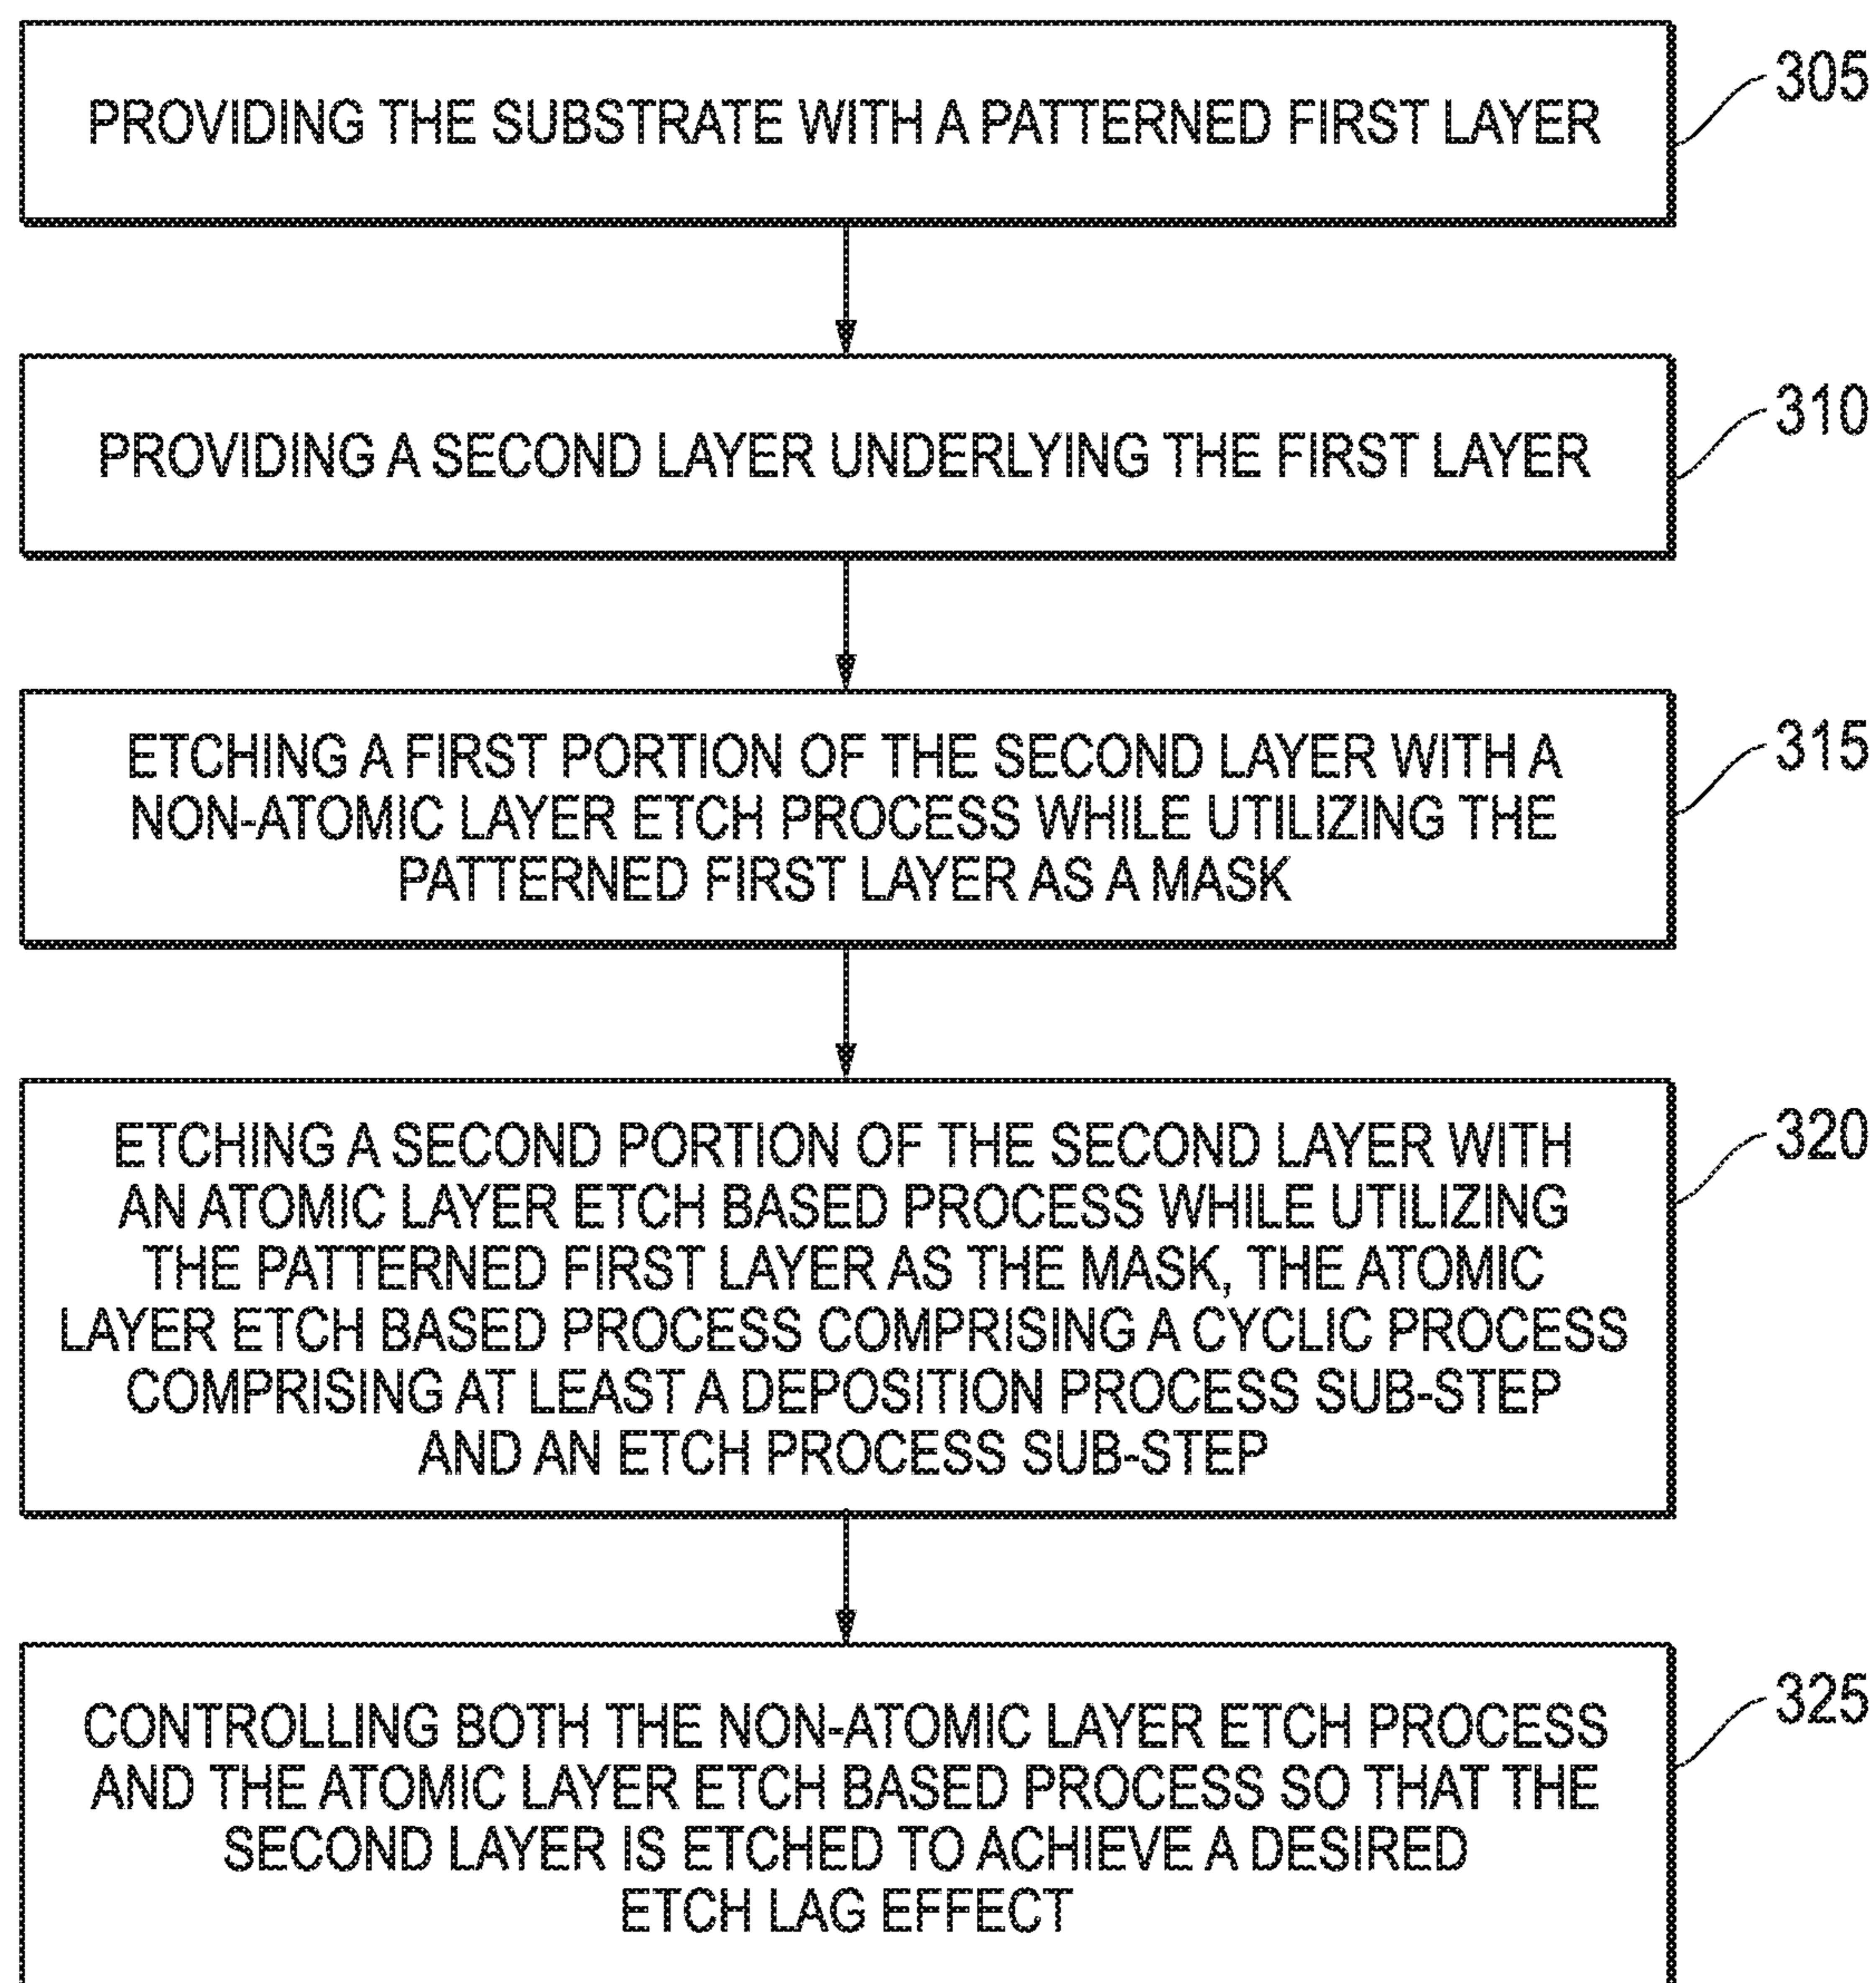 PROVIDING THE SUBSTRATE WITH A PATTERNED FIRST LAYER
305
PROVIDING A SECOND LAYER UNDERLYING THE FIRST LAYER
310
ETCHING A FIRST PORTION OF THE SECOND LAYER WITH A
NON-ATOMIC LAYER ETCH PROCESS WHILE UTILIZING THE
PATTERNED FIRST LAYER AS A MASK
315
ETCHING A SECOND PORTION OF THE SECOND LAYER WITH
AN ATOMIC LAYER ETCH BASED PROCESS WHILE UTILIZING
THE PATTERNED FIRST LAYER AS THE MASK, THE ATOMIC
LAYER ETCH BASED PROCESS COMPRISING A CYCLIC PROCESS
COMPRISING AT LEAST A DEPOSITION PROCESS SUB-STEP
AND AN ETCH PROCESS SUB-STEP
320
CONTROLLING BOTH THE NON-ATOMIC LAYER ETCH PROCESS
AND THE ATOMIC LAYER ETCH BASED PROCESS SO THAT THE
SECOND LAYER IS ETCHED TO ACHIEVE A DESIRED
ETCH LAG EFFECT
325